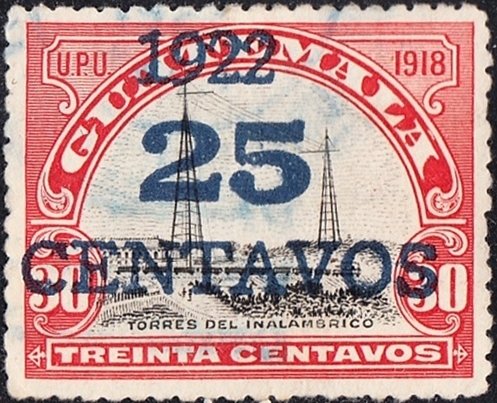 1922
U.P.U. 1918
GUATEMALA
25
CENTAVOS
30 30
TORRES DEL INALAMBRICO
TREINTA CENTAVOS